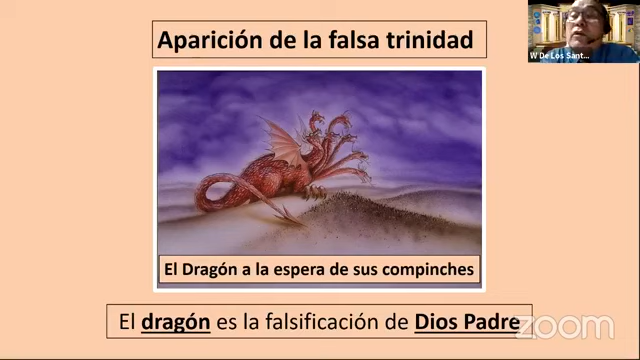 Aparición de la falsa trinidad
W De Los Sant...
El Dragón a la espera de sus compinches
El dragón es la falsificación de Dios Padre
zoom